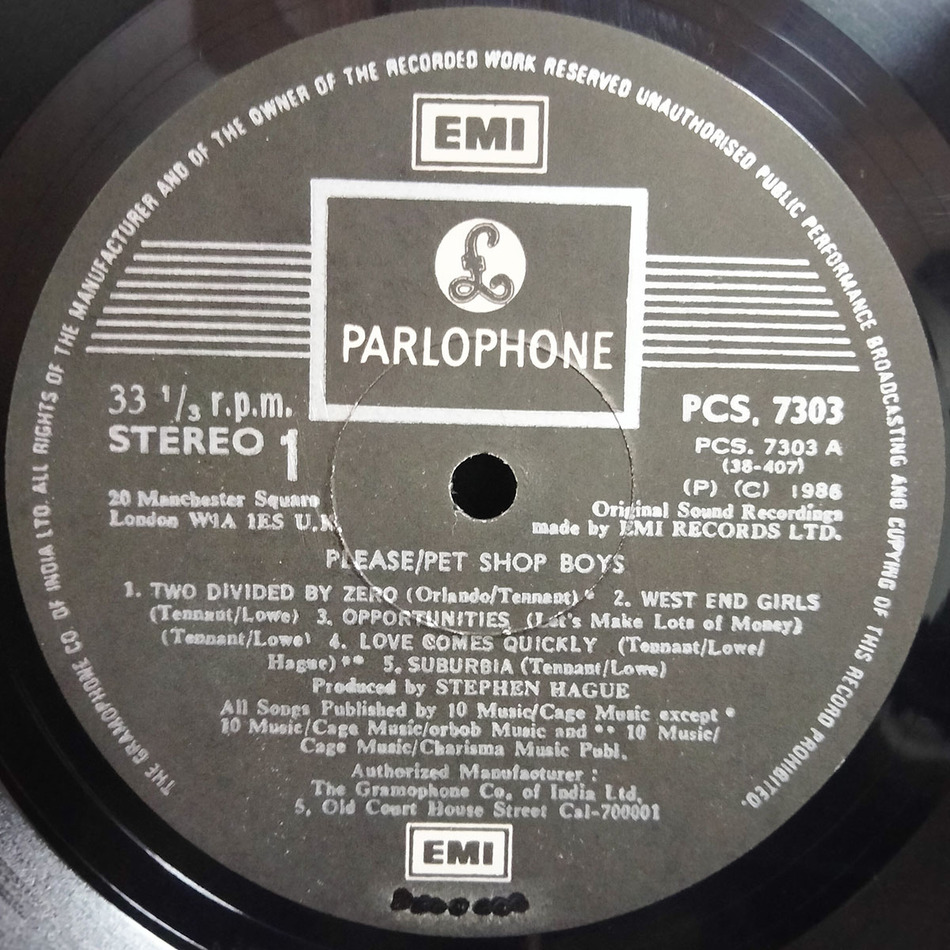 THE GRAMOPHONE CO. OF INDIA LTD. ALL RIGHTS OF THE MANUFACTURER AND OF THE OWNER OF THE RECORDED WORK RESERVED UNAUTHORISED PUBLIC PERFORMANCE BROADCASTING AND COPYING OF THIS RECORD PROHIBITED.
EMI
£
PARLOPHONE
33 1/3 r.p.m.
STEREO 1
PCS. 7303
PCS. 7303 A
(38-407)
(P) (C) 1986
20 Manchester Square
London W1A 1ES U.K.
Original Sound Recordings
made by EMI RECORDS LTD.
PLEASE/PET SHOP BOYS
1. TWO DIVIDED BY ZERO (Orlando/Tennant) * 2. WEST END GIRLS
(Tennant/Lowe) 3. OPPORTUNITIES (Let's Make Lots of Money)
(Tennant/Lowe) 4. LOVE COMES QUICKLY (Tennant/Lowe/
Hague) ** 5. SUBURBIA (Tennant/Lowe)
Produced by STEPHEN HAGUE
All Songs Published by 10 Music/Cage Music except *
10 Music/Cage Music/orbob Music and ** 10 Music/
Cage Music/Charisma Music Publ.
Authorized Manufacturer :
The Gramophone Co. of India Ltd,
5, Old Court House Street Cal-700001
EMI